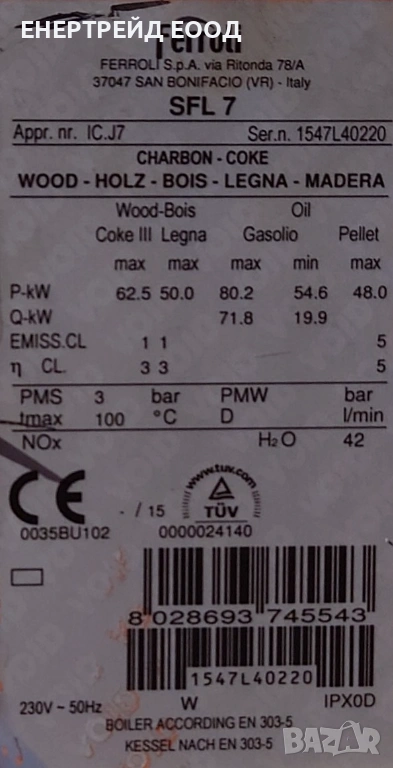 ЕНЕРТРЕЙД ЕООД
Ferroli
FERROLI S.p.A. via Ritonda 78/A
37047 SAN BONIFACIO (VR) - Italy
SFL 7
Appr. nr. IC.J7 Ser.n. 1547L40220
CHARBON - COKE
WOOD - HOLZ - BOIS - LEGNA - MADERA
Wood-Bois Oil
Coke III Legna Gasolio Pellet
max max max min max
P-kW 62.5 50.0 80.2 54.6 48.0
Q-kW 71.8 19.9
EMISS.CL 1 1 5
η CL. 3 3 5
PMS 3 bar PMW bar
tmax 100 °C D l/min
NOx H2O 42
CE / 15 www.tuv.com TÜV
0035BU102 0000024140
8 028693 745543
1547L40220
230V ~ 50Hz W IPX0D
BOILER ACCORDING EN 303-5
KESSEL NACH EN 303-5
BAZAR